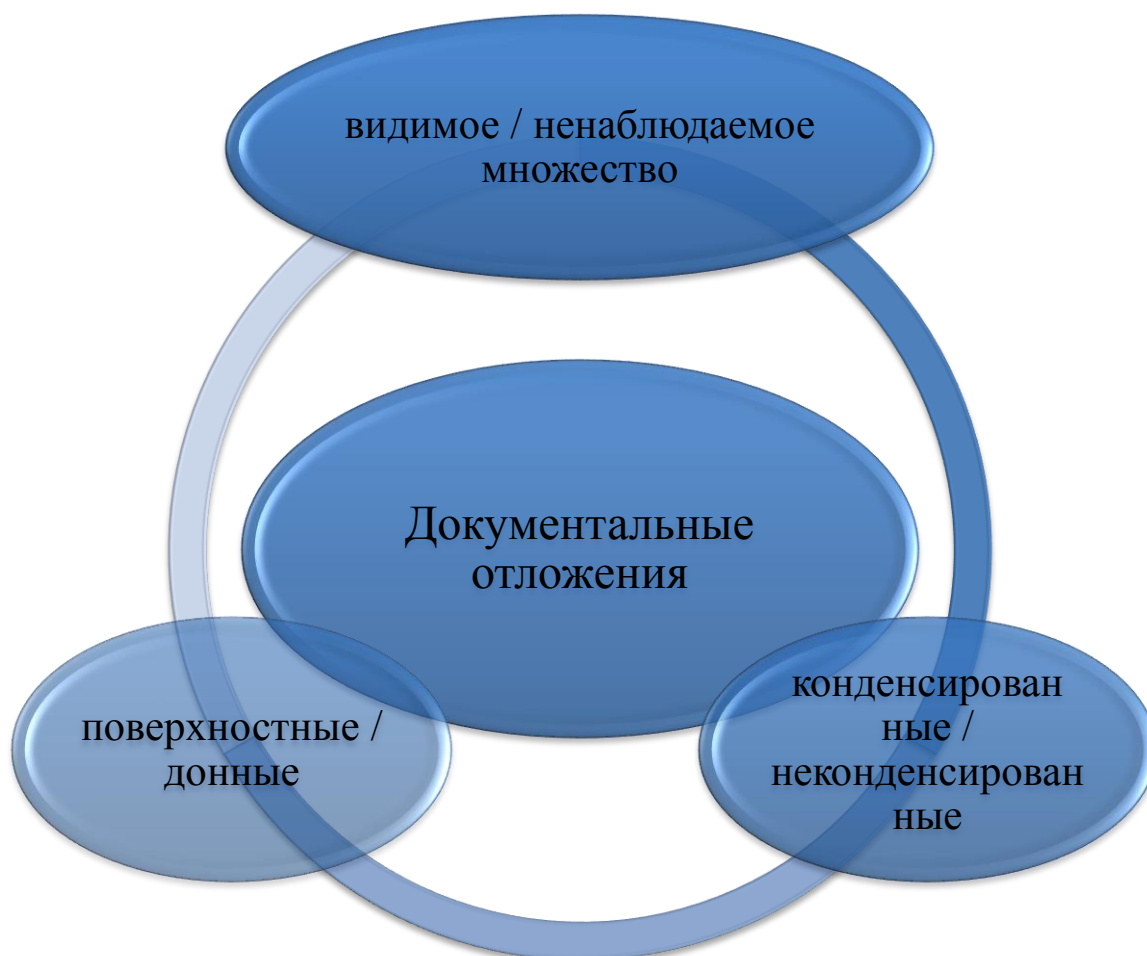 видимое / ненаблюдаемое
множество
Документальные
отложения
поверхностные /
донные
конденсирован
ные /
неконденсирован
ные